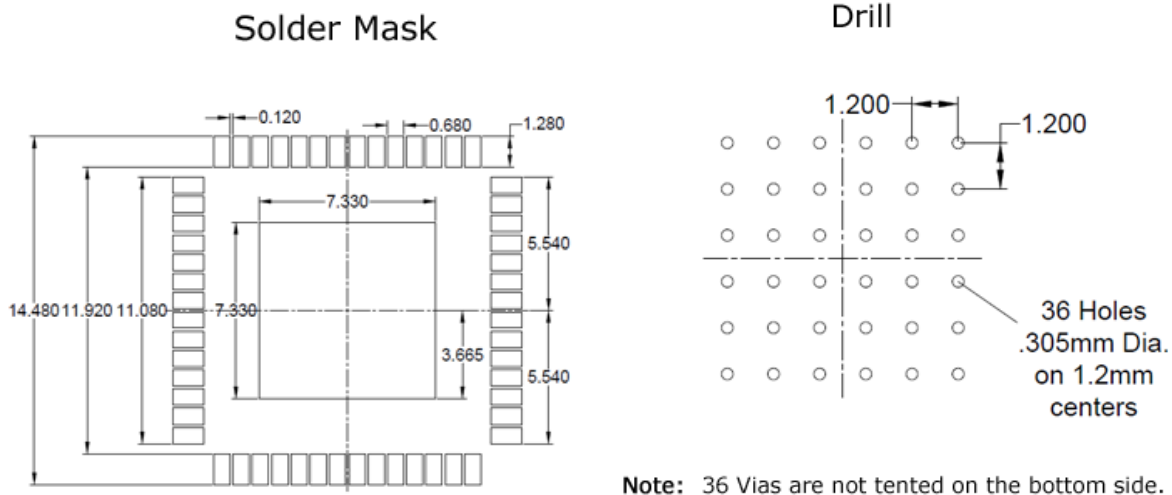 Solder Mask
Drill
0.120
0.680
1.280
7.330
14.480
11.920
11.080
7.330
5.540
3.665
5.540
1.200
1.200
36 Holes
.305mm Dia.
on 1.2mm
centers
Note: 36 Vias are not tented on the bottom side.